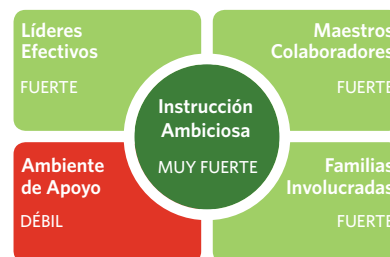 Líderes
Efectivos
FUERTE
Maestros
Colaboradores
FUERTE
Instrucción
Ambiciosa
MUY FUERTE
Ambiente
de Apoyo
DÉBIL
Familias
Involucradas
FUERTE